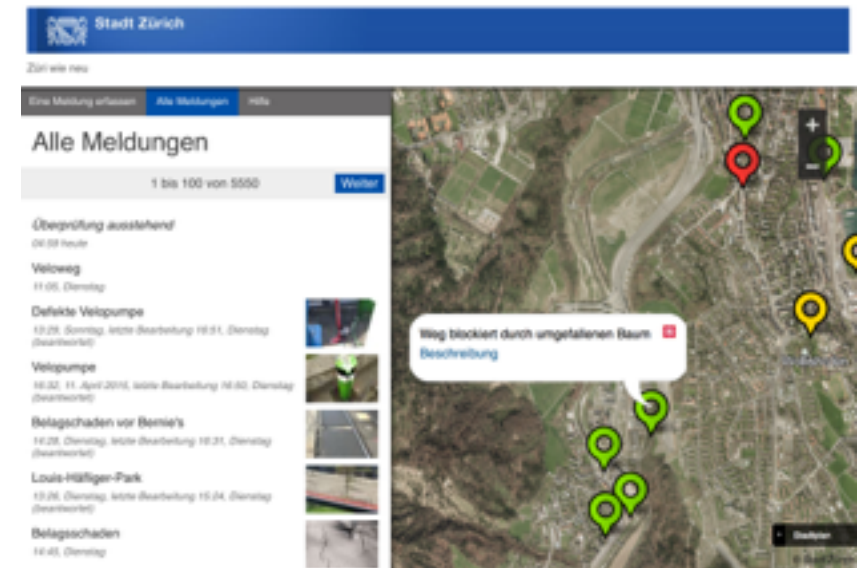 Stadt Zürich
Züri wie neu
Eine Meldung erfassen Alle Meldungen Hilfe
Alle Meldungen
1 bis 100 von 5550 Weiter
Überprüfung ausstehend
04:59 heute
Veloweg
11:05, Dienstag
Defekte Velopumpe
13:29, Sonntag, letzte Bearbeitung 16:51, Dienstag
(beantwortet)
Velopumpe
16:32, 11. April 2015, letzte Bearbeitung 16:50, Dienstag
(beantwortet)
Belagschaden vor Bernie's
14:28, Dienstag, letzte Bearbeitung 16:31, Dienstag
(beantwortet)
Louis-Häfliger-Park
13:26, Dienstag, letzte Bearbeitung 15:24, Dienstag
(beantwortet)
Belagsschaden
14:45, Dienstag
Weg blockiert durch umgefallenen Baum
Beschreibung
+
−
Stadtplan
© Stadt Zürich